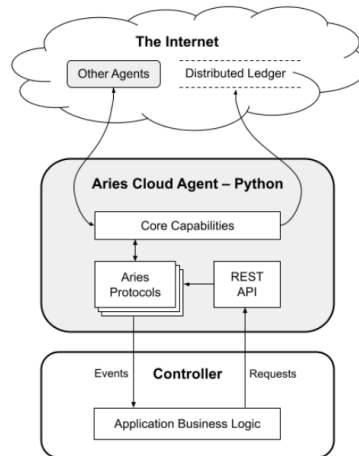 The Internet
Other Agents
Distributed Ledger
Aries Cloud Agent – Python
Core Capabilities
Aries
Protocols
REST
API
Events
Controller
Requests
Application Business Logic